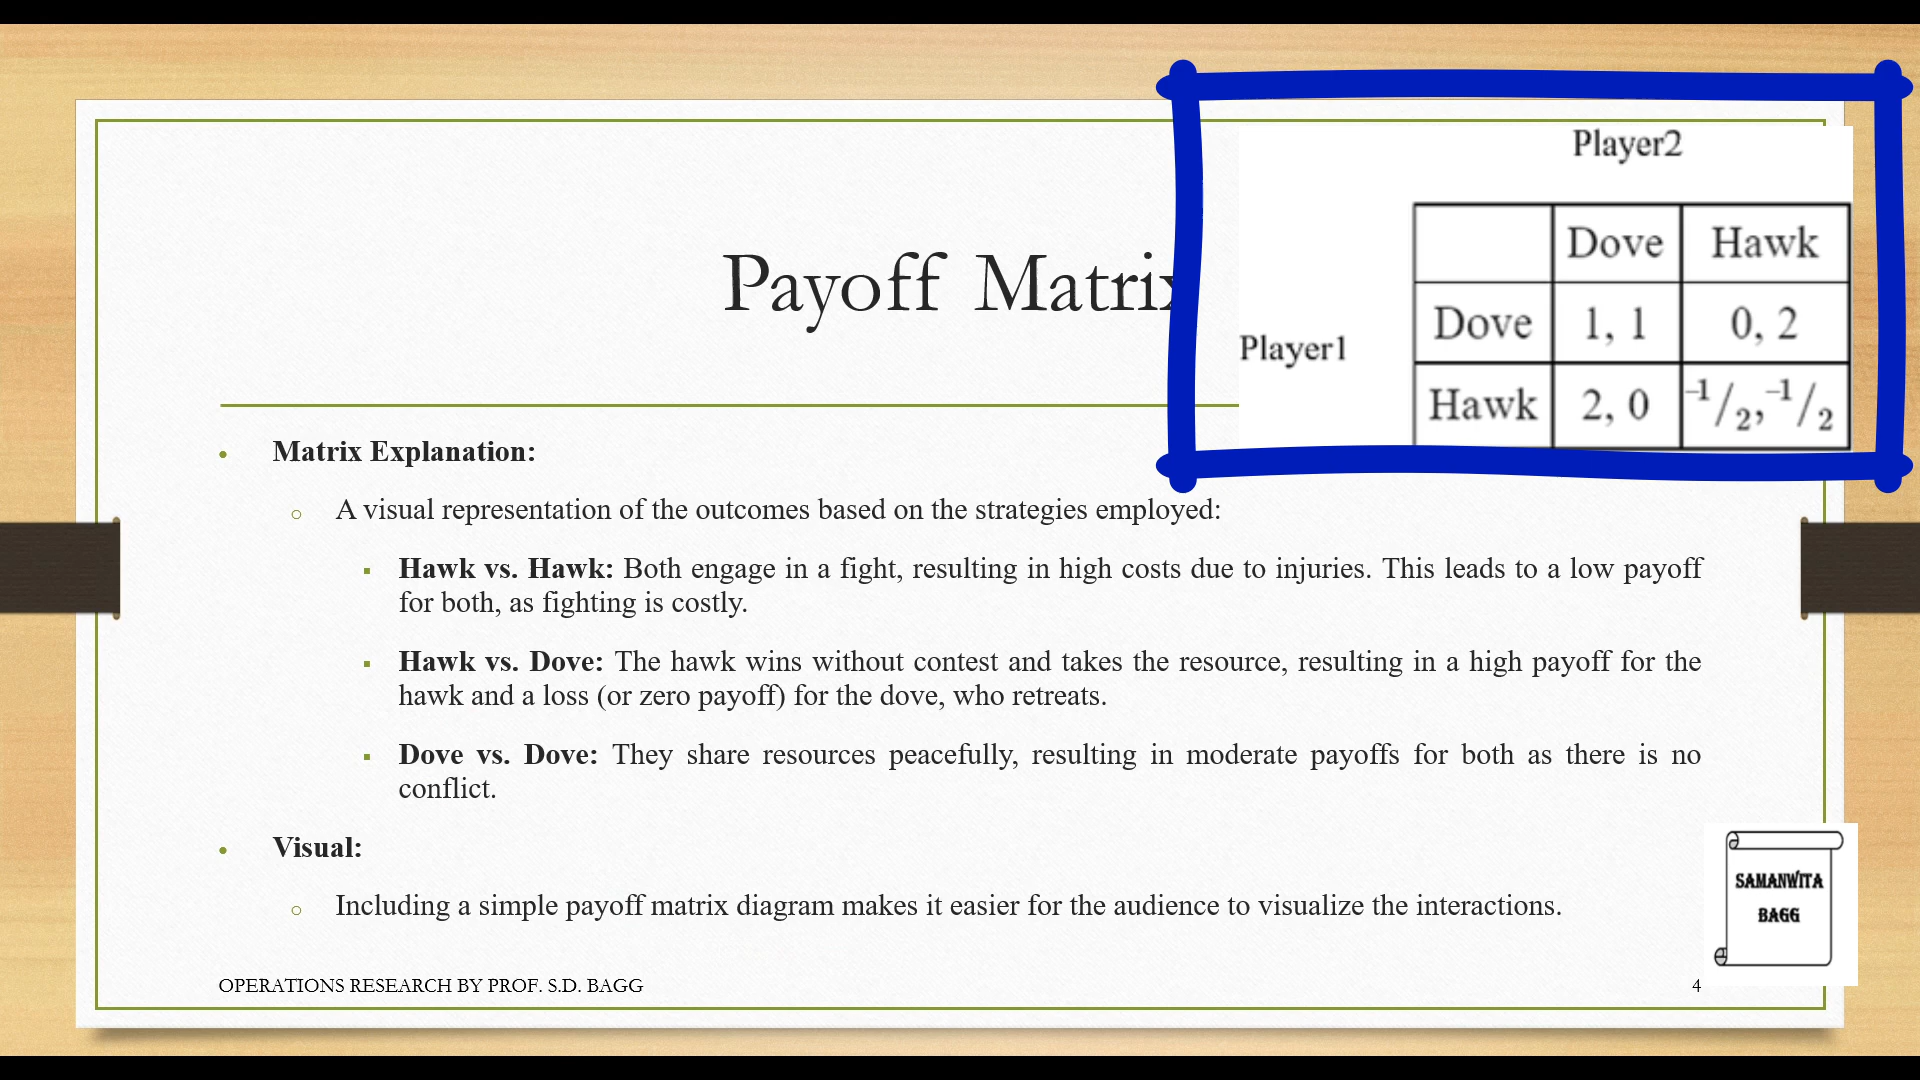 Payoff Matrix
Player2
Dove Hawk
Player1
Dove 1, 1 0, 2
Hawk 2, 0 -1/2,-1/2
• Matrix Explanation:
○ A visual representation of the outcomes based on the strategies employed:
▪ Hawk vs. Hawk: Both engage in a fight, resulting in high costs due to injuries. This leads to a low payoff
for both, as fighting is costly.
▪ Hawk vs. Dove: The hawk wins without contest and takes the resource, resulting in a high payoff for the
hawk and a loss (or zero payoff) for the dove, who retreats.
▪ Dove vs. Dove: They share resources peacefully, resulting in moderate payoffs for both as there is no
conflict.
• Visual:
○ Including a simple payoff matrix diagram makes it easier for the audience to visualize the interactions.
SAMANWITA
BAGG
OPERATIONS RESEARCH BY PROF. S.D. BAGG
4